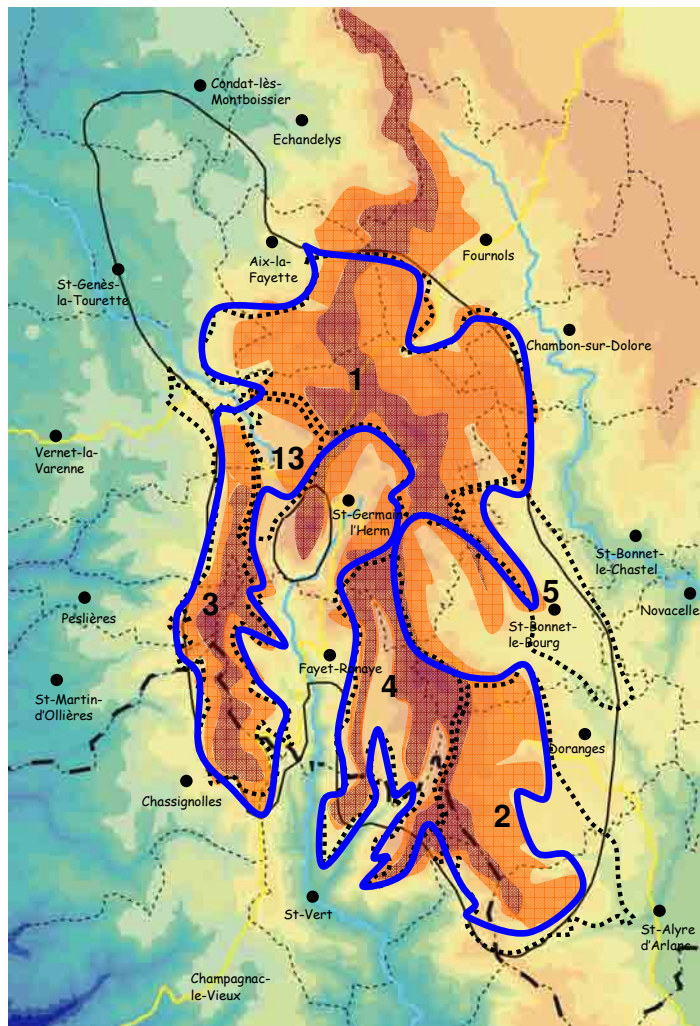 Condat-lès-
Montboissier
Echandelys
Aix-la-
Fayette
Fournols
St-Genès-
la-Tourette
Chambon-sur-Dolore
1
Vernet-la-
Varenne
13
St-Germain
l'Herm
St-Bonnet-
le-Chastel
5
Novacelle
Peslières
3
St-Bonnet-
le-Bourg
Fayet-Ronaye
St-Martin-
d'Ollières
4
Doranges
Chassignolles
2
St-Vert
St-Alyre
d'Arlanc
Champagnac-
le-Vieux